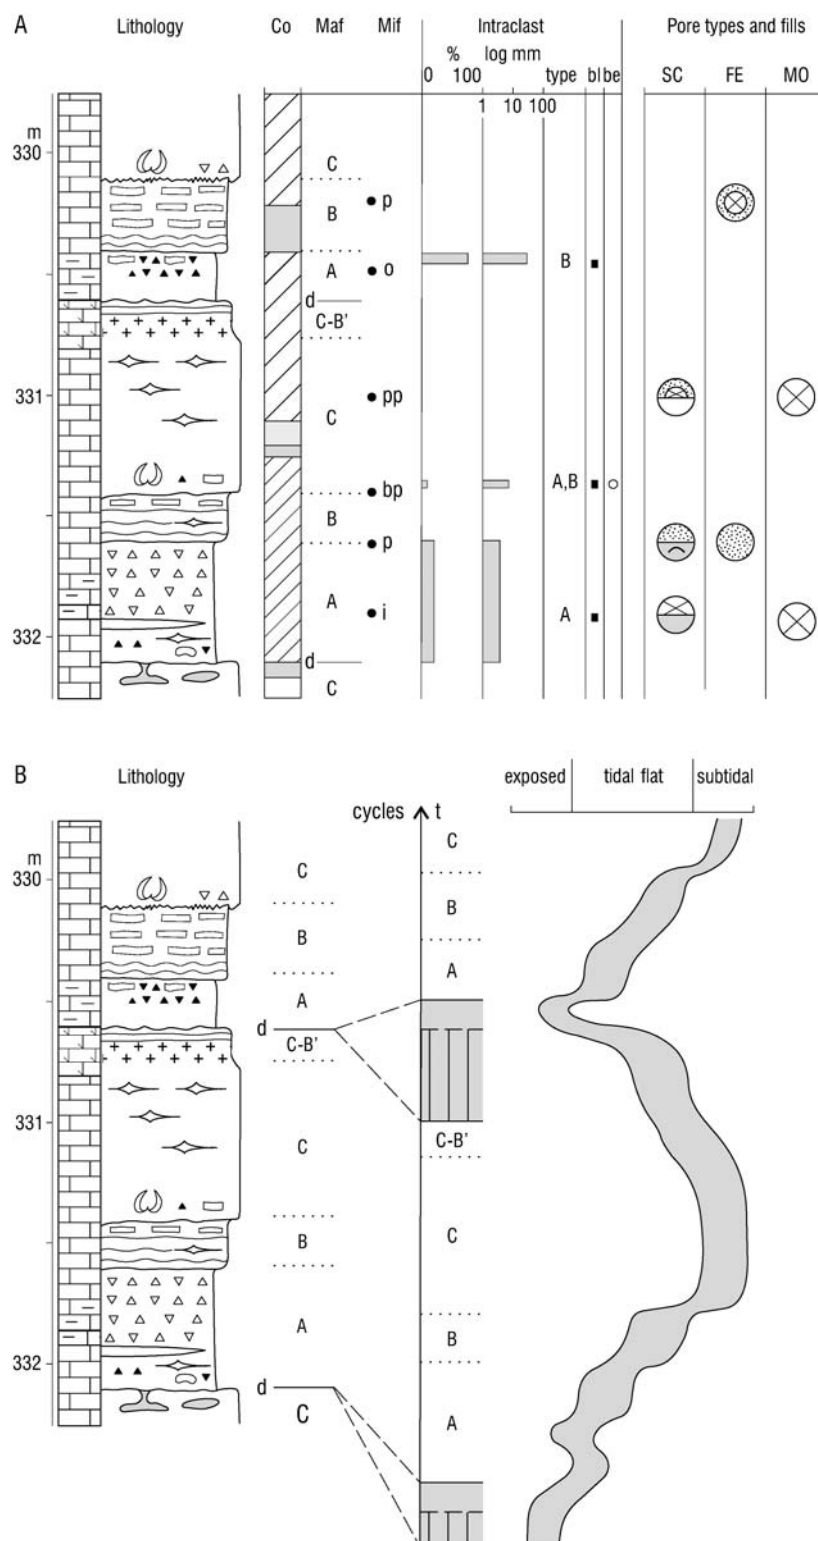 A Lithology Co Maf Mif Intraclast Pore types and fills
% log mm
0 100 type bl be SC FE MO
1 10 100
m
330
C
p
B
B
A o
d
C-B'
331
pp
C
A,B
bp
B
p
A i A
332
d
C
B Lithology exposed tidal flat subtidal
cycles t
m
330
C C
B B
A A
d
C-B'
331
C-B'
C
C
B
B
A
332
d
A
C